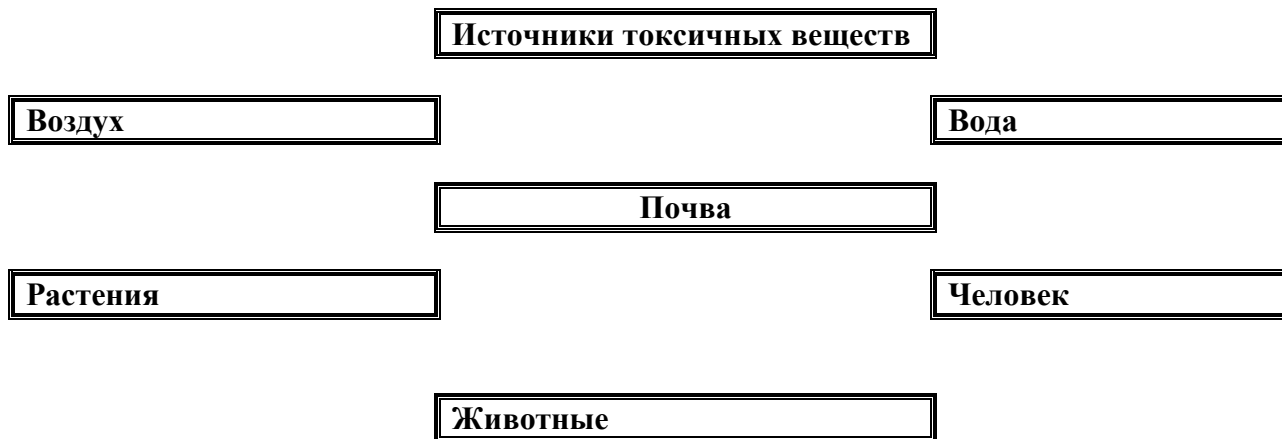 Источники токсичных веществ
Воздух
Вода
Почва
Растения
Человек
Животные